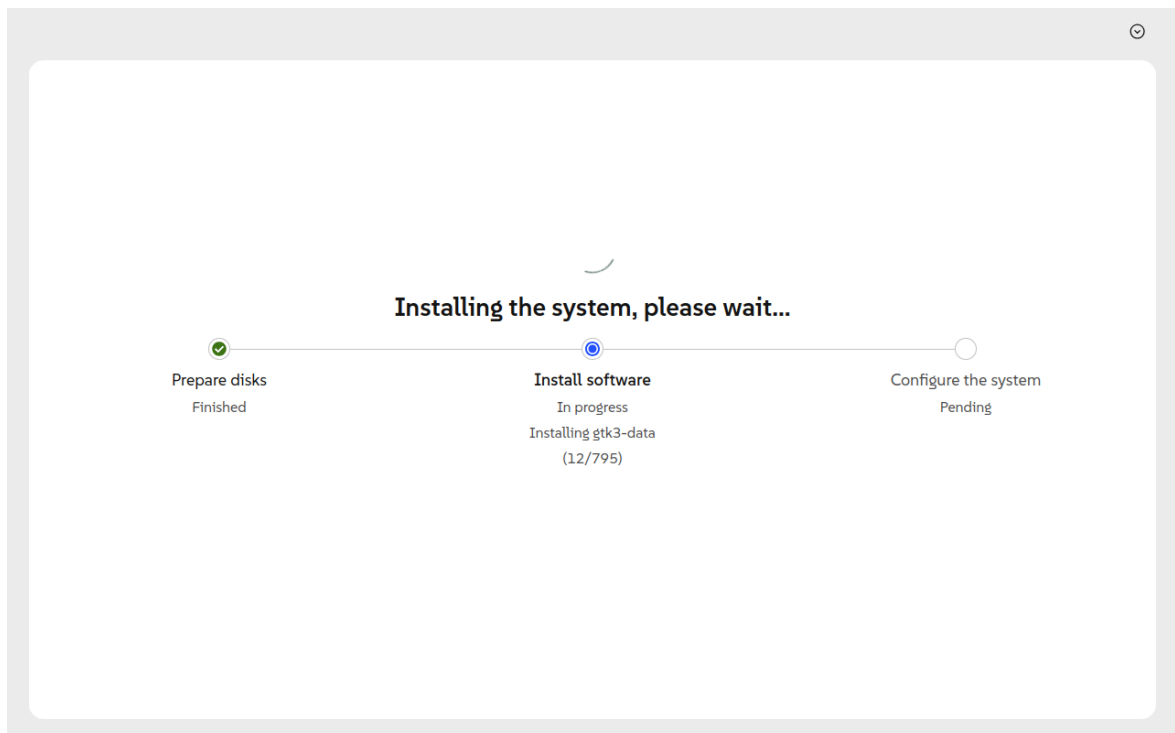 Installing the system, please wait...
Prepare disks
Finished
Install software
In progress
Installing gtk3-data
(12/795)
Configure the system
Pending